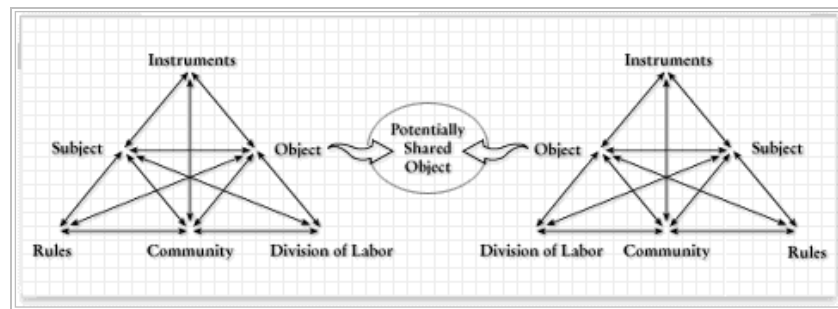 Instruments
Instruments
Subject
Object
Potentially
Shared
Object
Object
Subject
Rules
Community
Division of Labor
Division of Labor
Community
Rules